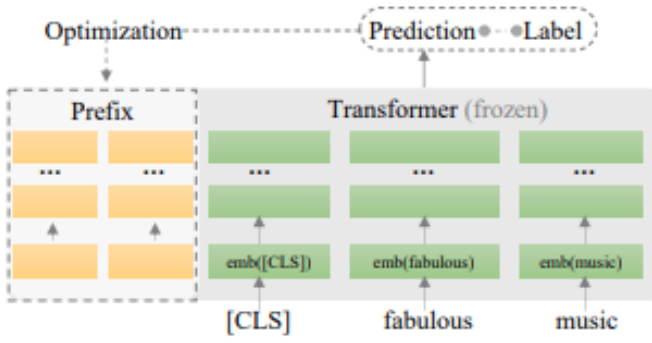 Optimization
Prediction
Label
Prefix
Transformer (frozen)
... ... ... ... ...
emb([CLS]) emb(fabulous) emb(music)
[CLS] fabulous music